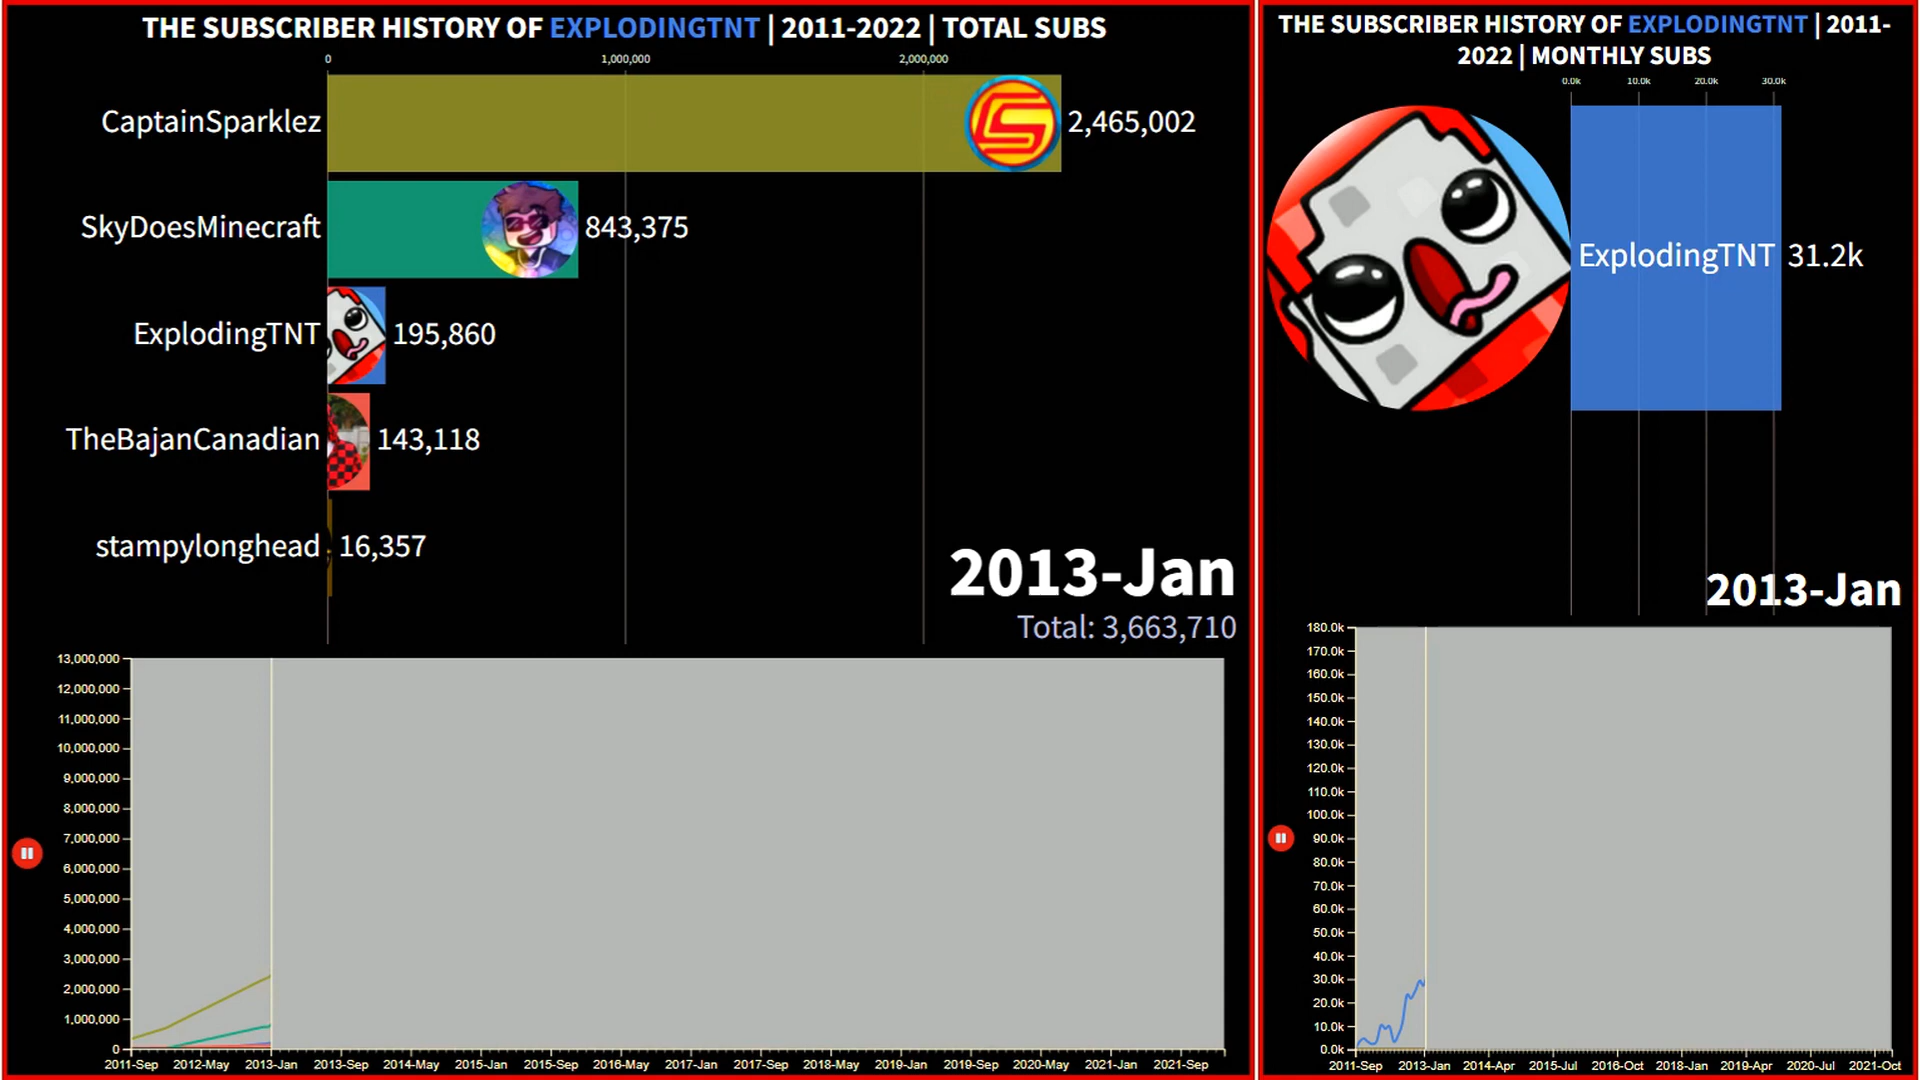 THE SUBSCRIBER HISTORY OF EXPLODINGTNT | 2011-2022 | TOTAL SUBS
0 1,000,000 2,000,000
CaptainSparklez 2,465,002
SkyDoesMinecraft 843,375
ExplodingTNT 195,860
TheBajanCanadian 143,118
stampylonghead 16,357
2013-Jan
Total: 3,663,710
13,000,000
12,000,000
11,000,000
10,000,000
9,000,000
8,000,000
7,000,000
6,000,000
5,000,000
4,000,000
3,000,000
2,000,000
1,000,000
0
2011-Sep 2012-May 2013-Jan 2013-Sep 2014-May 2015-Jan 2015-Sep 2016-May 2017-Jan 2017-Sep 2018-May 2019-Jan 2019-Sep 2020-May 2021-Jan 2021-Sep
THE SUBSCRIBER HISTORY OF EXPLODINGTNT | 2011-
2022 | MONTHLY SUBS
0.0k 10.0k 20.0k 30.0k
ExplodingTNT 31.2k
2013-Jan
180.0k
170.0k
160.0k
150.0k
140.0k
130.0k
120.0k
110.0k
100.0k
90.0k
80.0k
70.0k
60.0k
50.0k
40.0k
30.0k
20.0k
10.0k
0.0k
2011-Sep 2013-Jan 2014-Apr 2015-Jul 2016-Oct 2018-Jan 2019-Apr 2020-Jul 2021-Oct